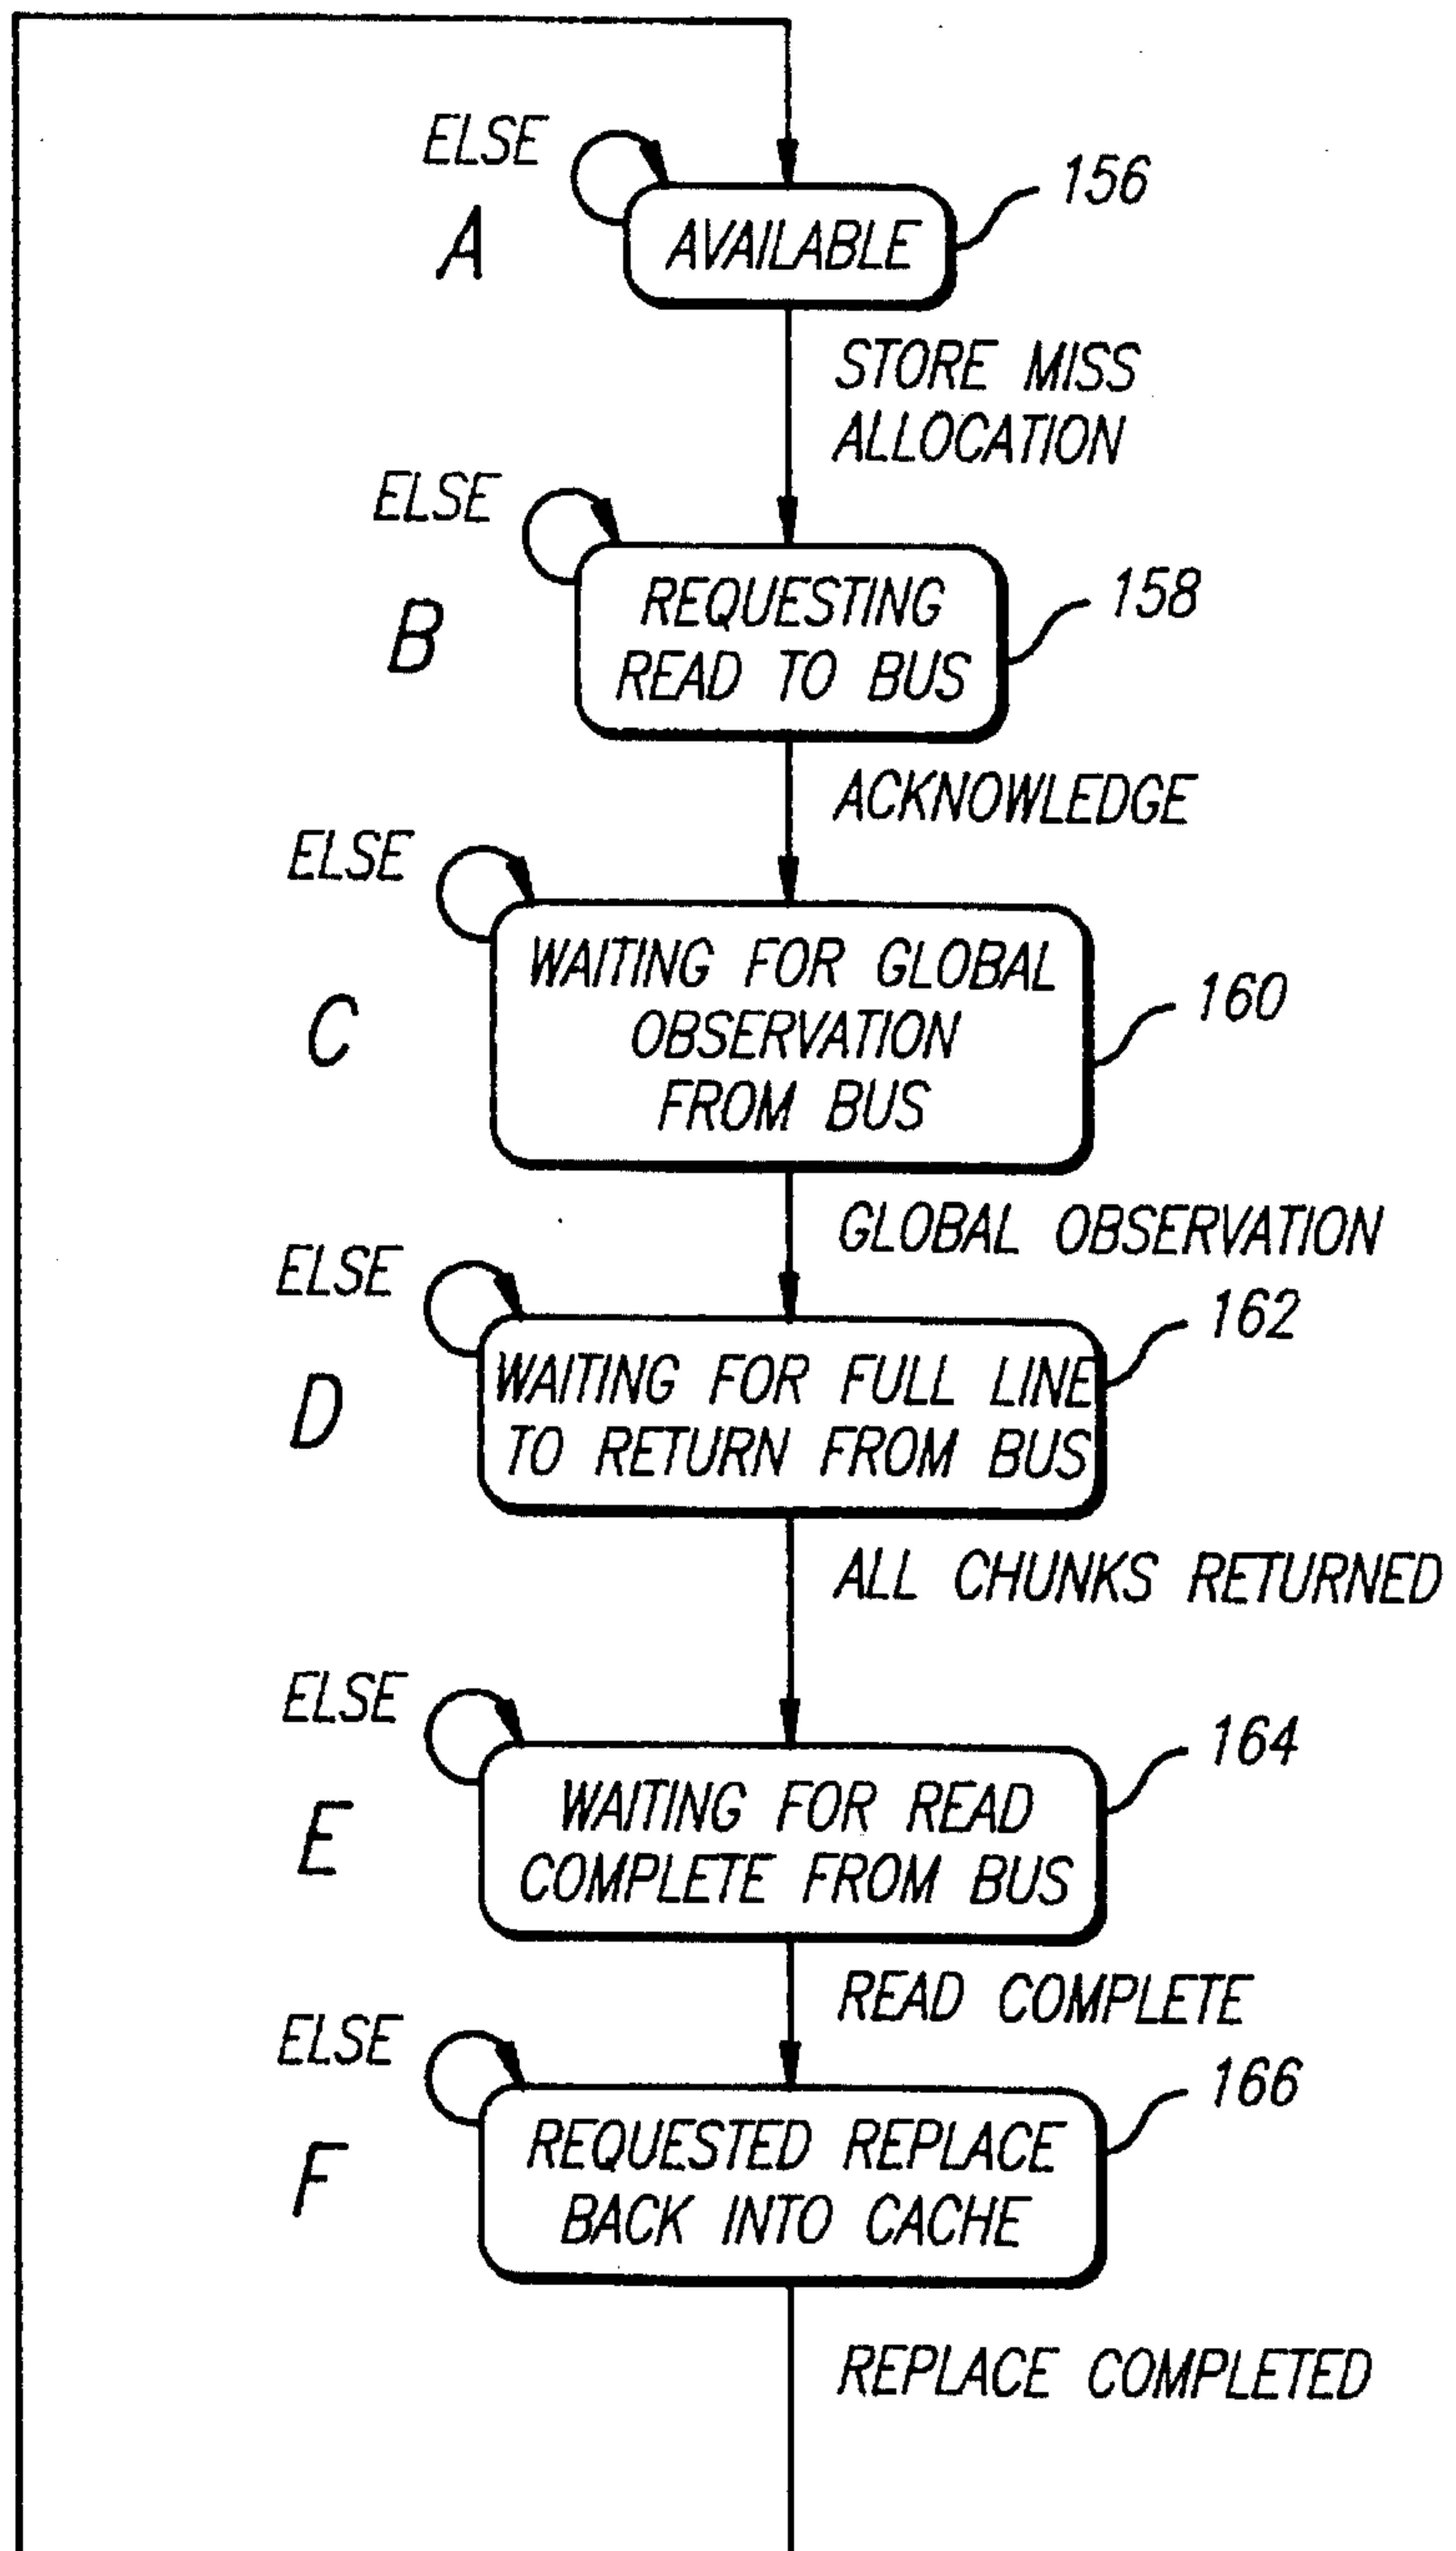 ELSE
156
A
AVAILABLE
STORE MISS
ALLOCATION
ELSE
158
B
REQUESTING
READ TO BUS
ACKNOWLEDGE
ELSE
C
WAITING FOR GLOBAL
OBSERVATION
FROM BUS
160
GLOBAL OBSERVATION
ELSE
162
D
WAITING FOR FULL LINE
TO RETURN FROM BUS
ALL CHUNKS RETURNED
ELSE
164
E
WAITING FOR READ
COMPLETE FROM BUS
READ COMPLETE
ELSE
166
F
REQUESTED REPLACE
BACK INTO CACHE
REPLACE COMPLETED